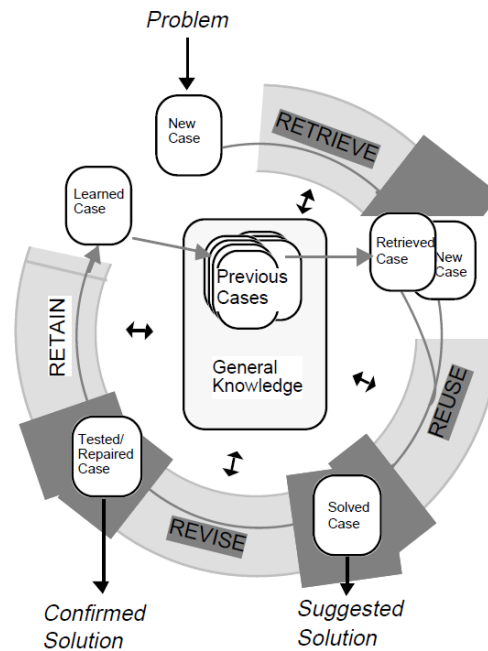 Problem
New
Case
RETRIEVE
Learned
Case
Retrieved
Case
New
Case
Previous
Cases
General
Knowledge
RETAIN
REUSE
Tested/
Repaired
Case
REVISE
Solved
Case
Confirmed
Solution
Suggested
Solution